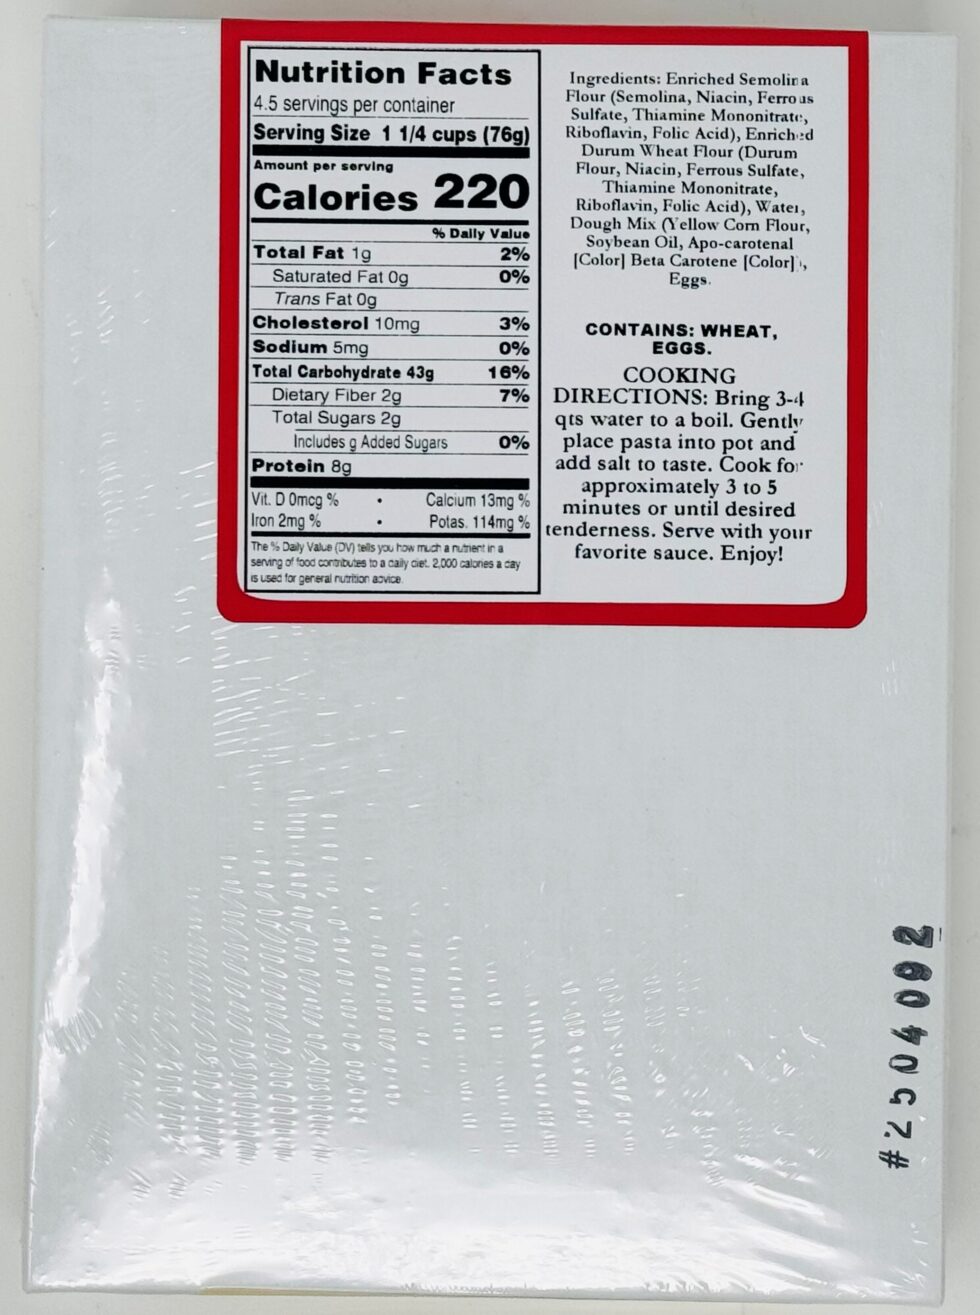 Nutrition Facts
4.5 servings per container
Serving Size 1 1/4 cups (76g)
Amount per serving
Calories 220
% Daily Value
Total Fat 1g 2%
Saturated Fat 0g 0%
Trans Fat 0g
Cholesterol 10mg 3%
Sodium 5mg 0%
Total Carbohydrate 43g 16%
Dietary Fiber 2g 7%
Total Sugars 2g
Includes g Added Sugars 0%
Protein 8g
Vit. D 0mcg % • Calcium 13mg %
Iron 2mg % • Potas. 114mg %
The % Daily Value (DV) tells you how much a nutrient in a
serving of food contributes to a daily diet. 2,000 calories a day
is used for general nutrition advice.
Ingredients: Enriched Semolina
Flour (Semolina, Niacin, Ferrous
Sulfate, Thiamine Mononitrate,
Riboflavin, Folic Acid), Enriched
Durum Wheat Flour (Durum
Flour, Niacin, Ferrous Sulfate,
Thiamine Mononitrate,
Riboflavin, Folic Acid), Water,
Dough Mix (Yellow Corn Flour,
Soybean Oil, Apo-carotenal
[Color] Beta Carotene [Color]),
Eggs.
CONTAINS: WHEAT,
EGGS.
COOKING
DIRECTIONS: Bring 3-4
qts water to a boil. Gently
place pasta into pot and
add salt to taste. Cook for
approximately 3 to 5
minutes or until desired
tenderness. Serve with your
favorite sauce. Enjoy!
#2504092